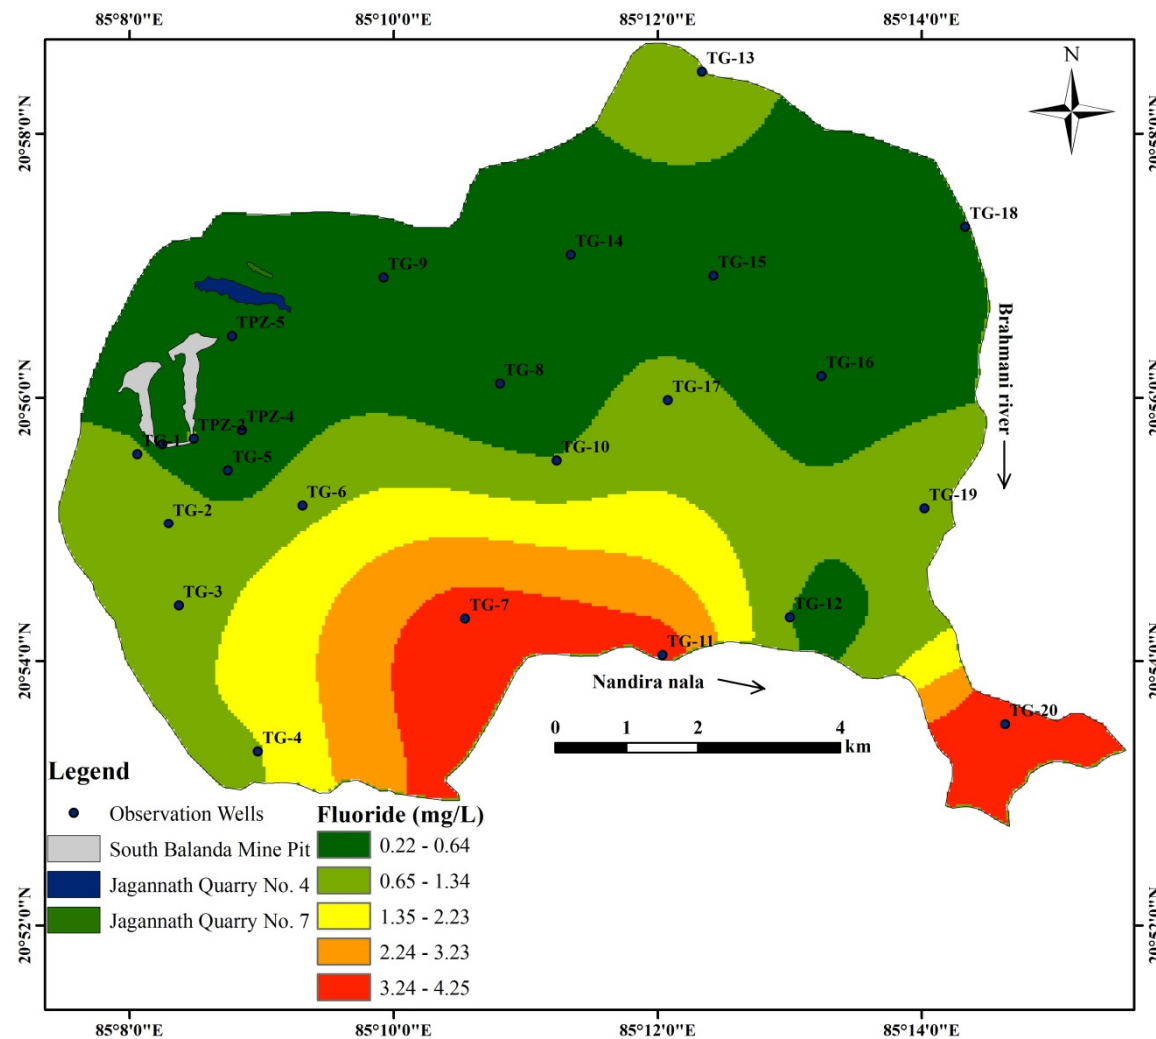 85°8'0"E 85°10'0"E 85°12'0"E 85°14'0"E
N
20°58'0"N
20°58'0"N
20°56'0"N
20°56'0"N
20°54'0"N
20°54'0"N
20°52'0"N
20°52'0"N
TG-13
TG-18
TG-14
TG-9
TG-15
TPZ-5
Brahmani river
TG-8
TG-16
TG-17
TPZ-4
TG-1
TG-10
TG-5
TG-6
TG-19
TG-2
TG-3
TG-7
TG-12
TG-11
Nandira nala
TG-20
TG-4
0 1 2 4
km
Legend
Observation Wells
South Balanda Mine Pit
Jagannath Quarry No. 4
Jagannath Quarry No. 7
Fluoride (mg/L)
0.22 - 0.64
0.65 - 1.34
1.35 - 2.23
2.24 - 3.23
3.24 - 4.25
85°8'0"E 85°10'0"E 85°12'0"E 85°14'0"E